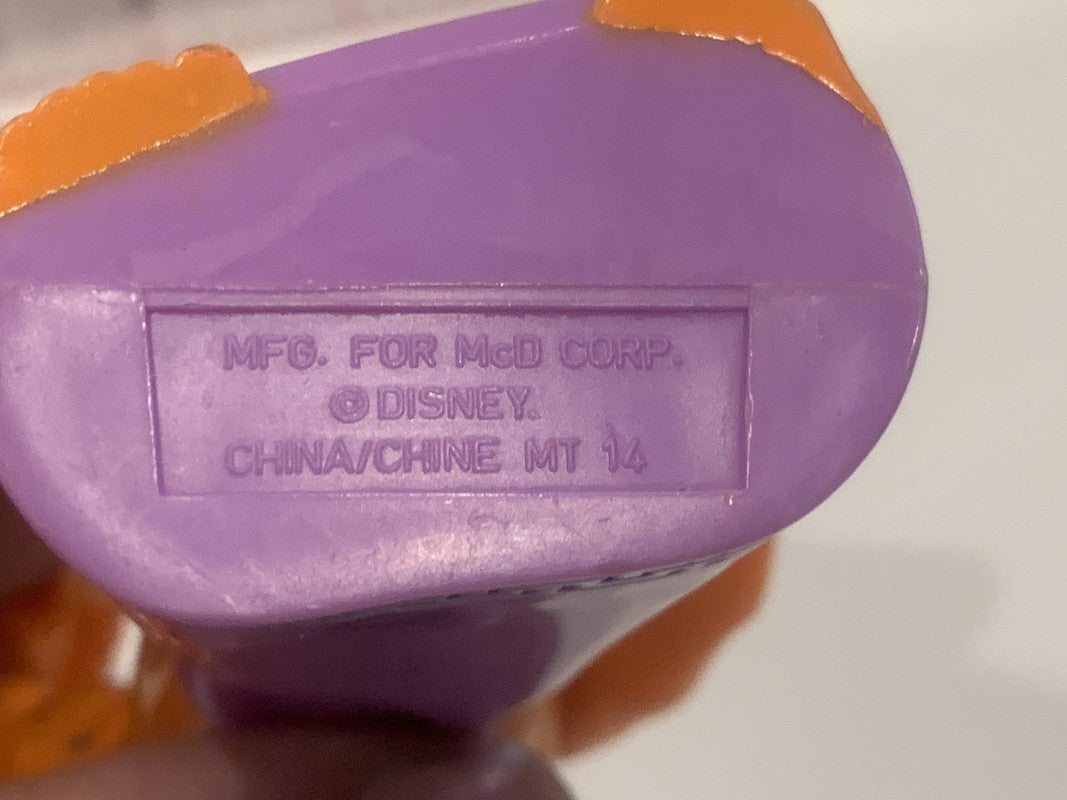 MFG. FOR McD CORP.
©DISNEY.
CHINA/CHINE MT 14